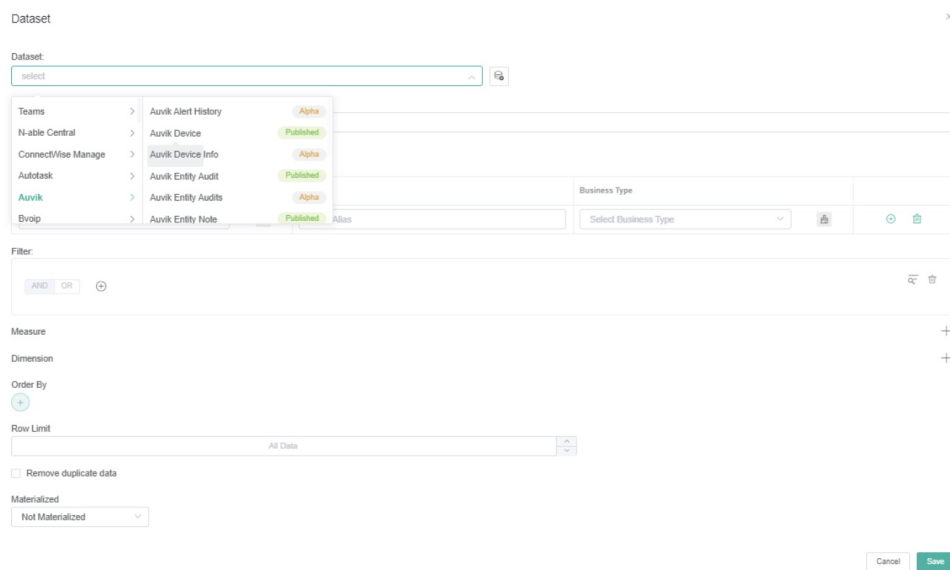 Dataset
Dataset:
select
Teams
Auvik Alert History Alpha
N-able Central
Auvik Device Published
ConnectWise Manage
Auvik Device Info Alpha
Autotask
Auvik Entity Audit Published
Auvik
Auvik Entity Audits Alpha
Bvoip
Auvik Entity Note Published
Business Type
Alias
Select Business Type
Filter:
AND OR
Measure
Dimension
Order By
Row Limit
All Data
Remove duplicate data
Materialized
Not Materialized
Cancel Save